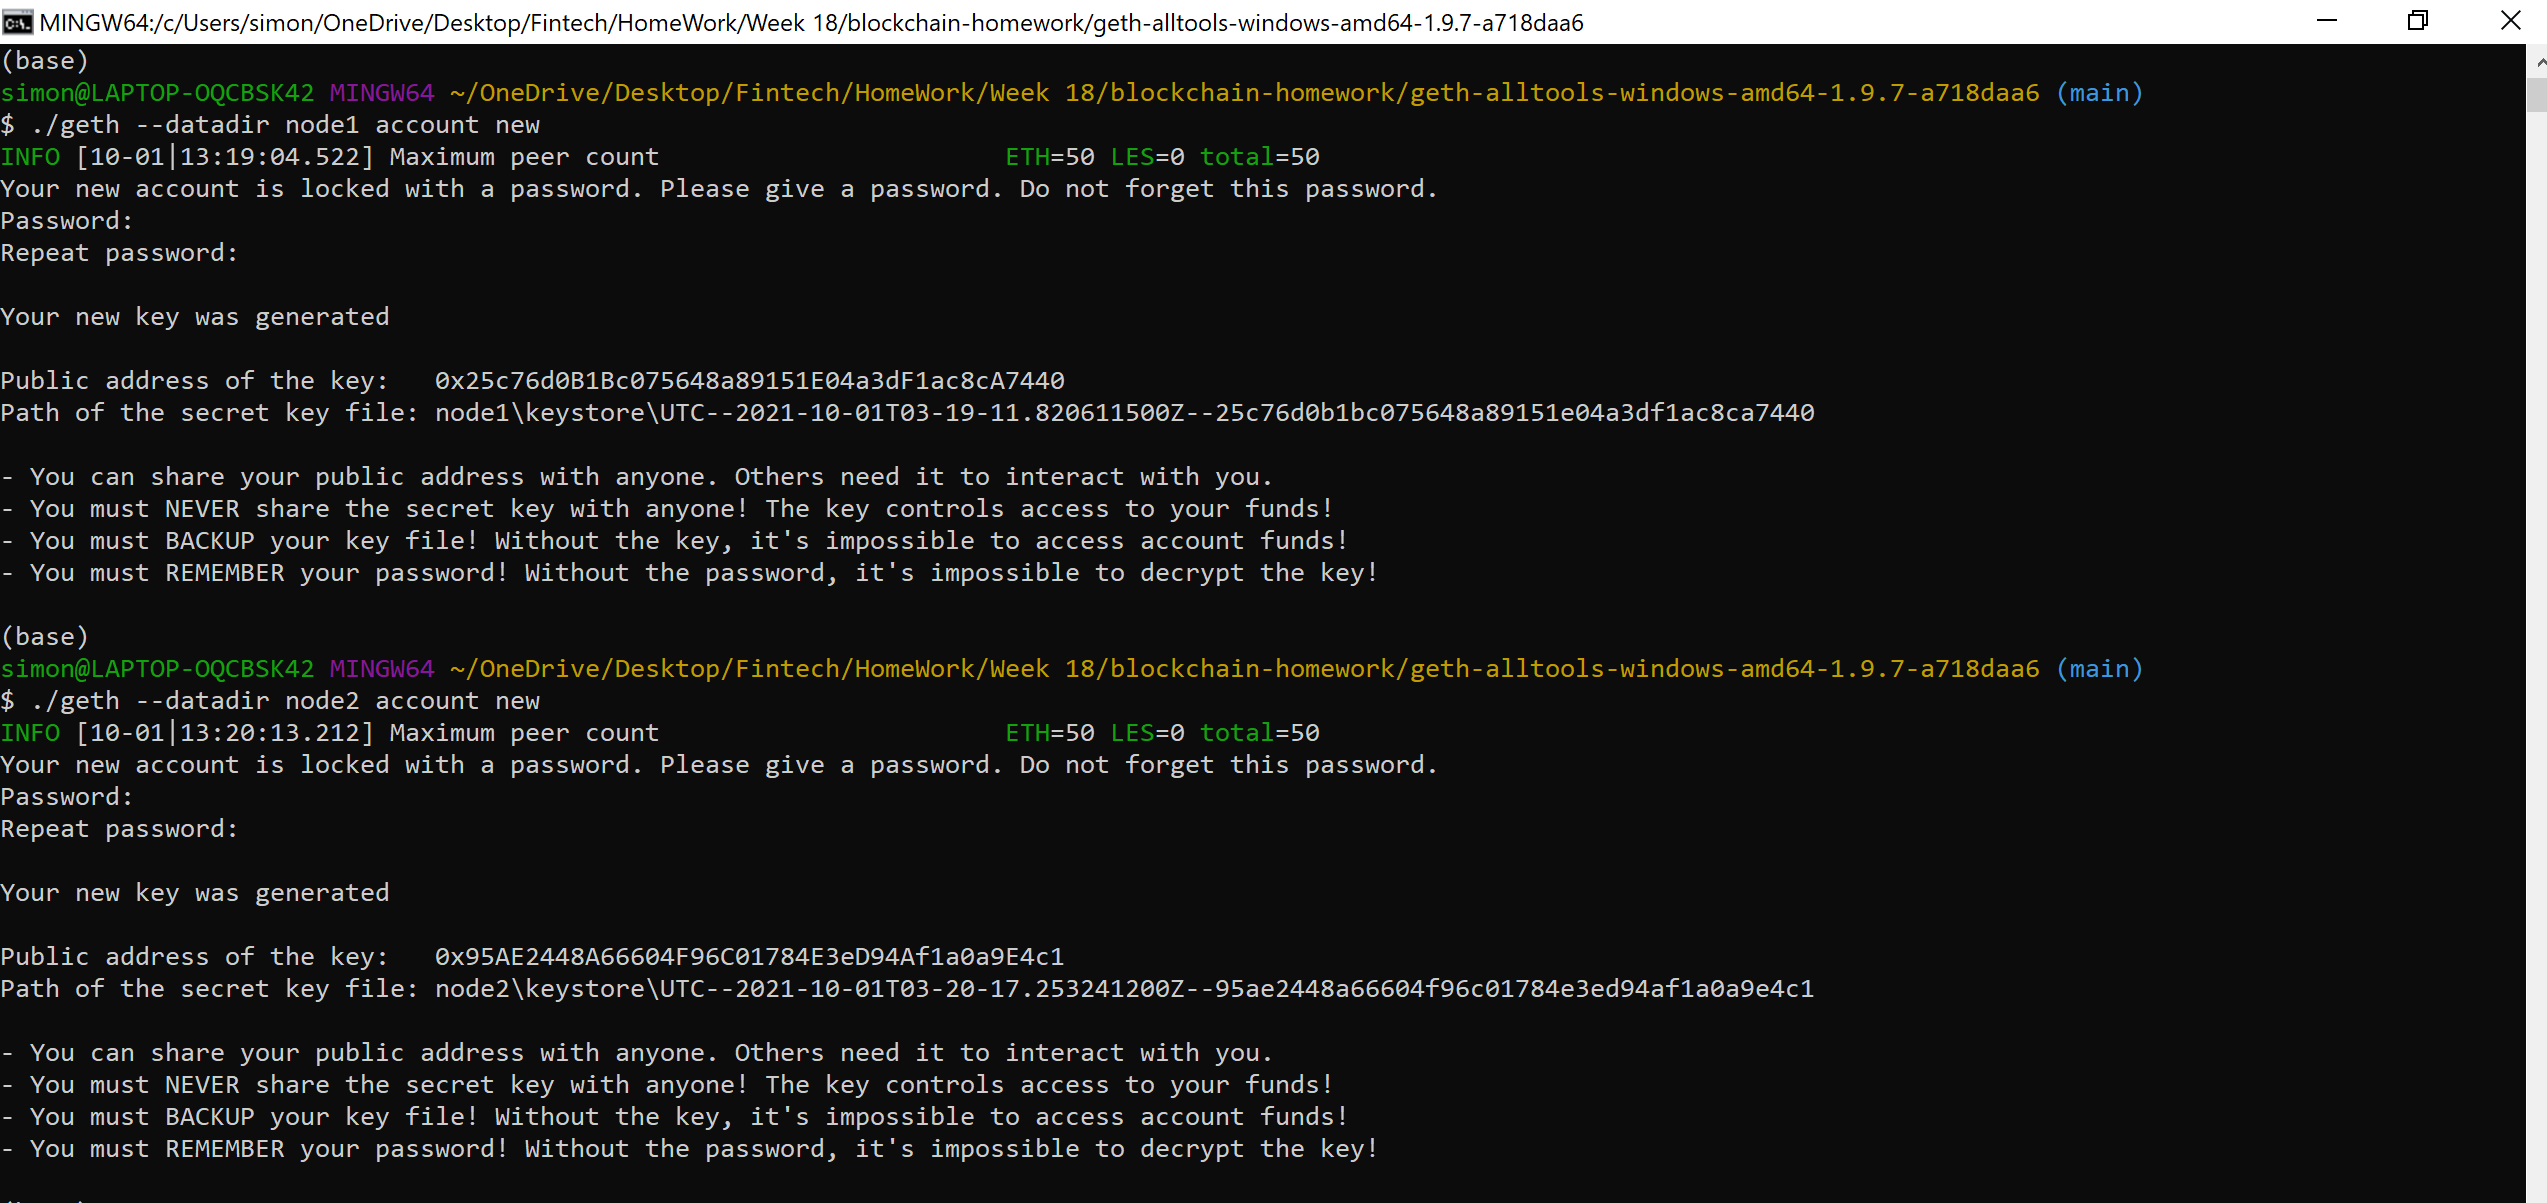 MINGW64:/c/Users/simon/OneDrive/Desktop/Fintech/HomeWork/Week 18/blockchain-homework/geth-alltools-windows-amd64-1.9.7-a718daa6
(base)
simon@LAPTOP-OQCBSK42 MINGW64 ~/OneDrive/Desktop/Fintech/HomeWork/Week 18/blockchain-homework/geth-alltools-windows-amd64-1.9.7-a718daa6 (main)
$ ./geth --datadir node1 account new
INFO [10-01|13:19:04.522] Maximum peer count                       ETH=50 LES=0 total=50
Your new account is locked with a password. Please give a password. Do not forget this password.
Password:
Repeat password:
Your new key was generated
Public address of the key:   0x25c76d0B1Bc075648a89151E04a3dF1ac8cA7440
Path of the secret key file: node1\keystore\UTC--2021-10-01T03-19-11.820611500Z--25c76d0b1bc075648a89151e04a3df1ac8ca7440
- You can share your public address with anyone. Others need it to interact with you.
- You must NEVER share the secret key with anyone! The key controls access to your funds!
- You must BACKUP your key file! Without the key, it's impossible to access account funds!
- You must REMEMBER your password! Without the password, it's impossible to decrypt the key!
(base)
simon@LAPTOP-OQCBSK42 MINGW64 ~/OneDrive/Desktop/Fintech/HomeWork/Week 18/blockchain-homework/geth-alltools-windows-amd64-1.9.7-a718daa6 (main)
$ ./geth --datadir node2 account new
INFO [10-01|13:20:13.212] Maximum peer count                       ETH=50 LES=0 total=50
Your new account is locked with a password. Please give a password. Do not forget this password.
Password:
Repeat password:
Your new key was generated
Public address of the key:   0x95AE2448A66604F96C01784E3eD94Af1a0a9E4c1
Path of the secret key file: node2\keystore\UTC--2021-10-01T03-20-17.253241200Z--95ae2448a66604f96c01784e3ed94af1a0a9e4c1
- You can share your public address with anyone. Others need it to interact with you.
- You must NEVER share the secret key with anyone! The key controls access to your funds!
- You must BACKUP your key file! Without the key, it's impossible to access account funds!
- You must REMEMBER your password! Without the password, it's impossible to decrypt the key!